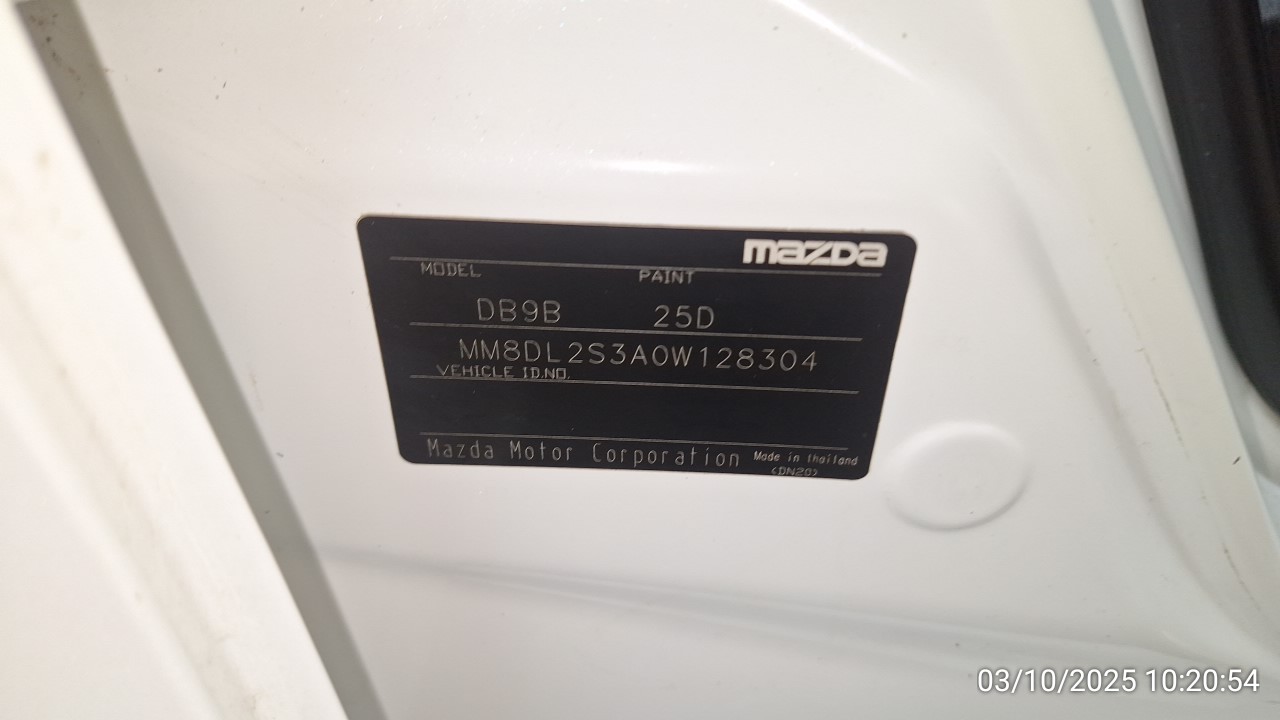 mazda
MODEL PAINT
DB9B 25D
MM8DL2S3A0W128304
VEHICLE ID.NO.
Mazda Motor Corporation Made in thailand
<DN20>
03/10/2025 10:20:54